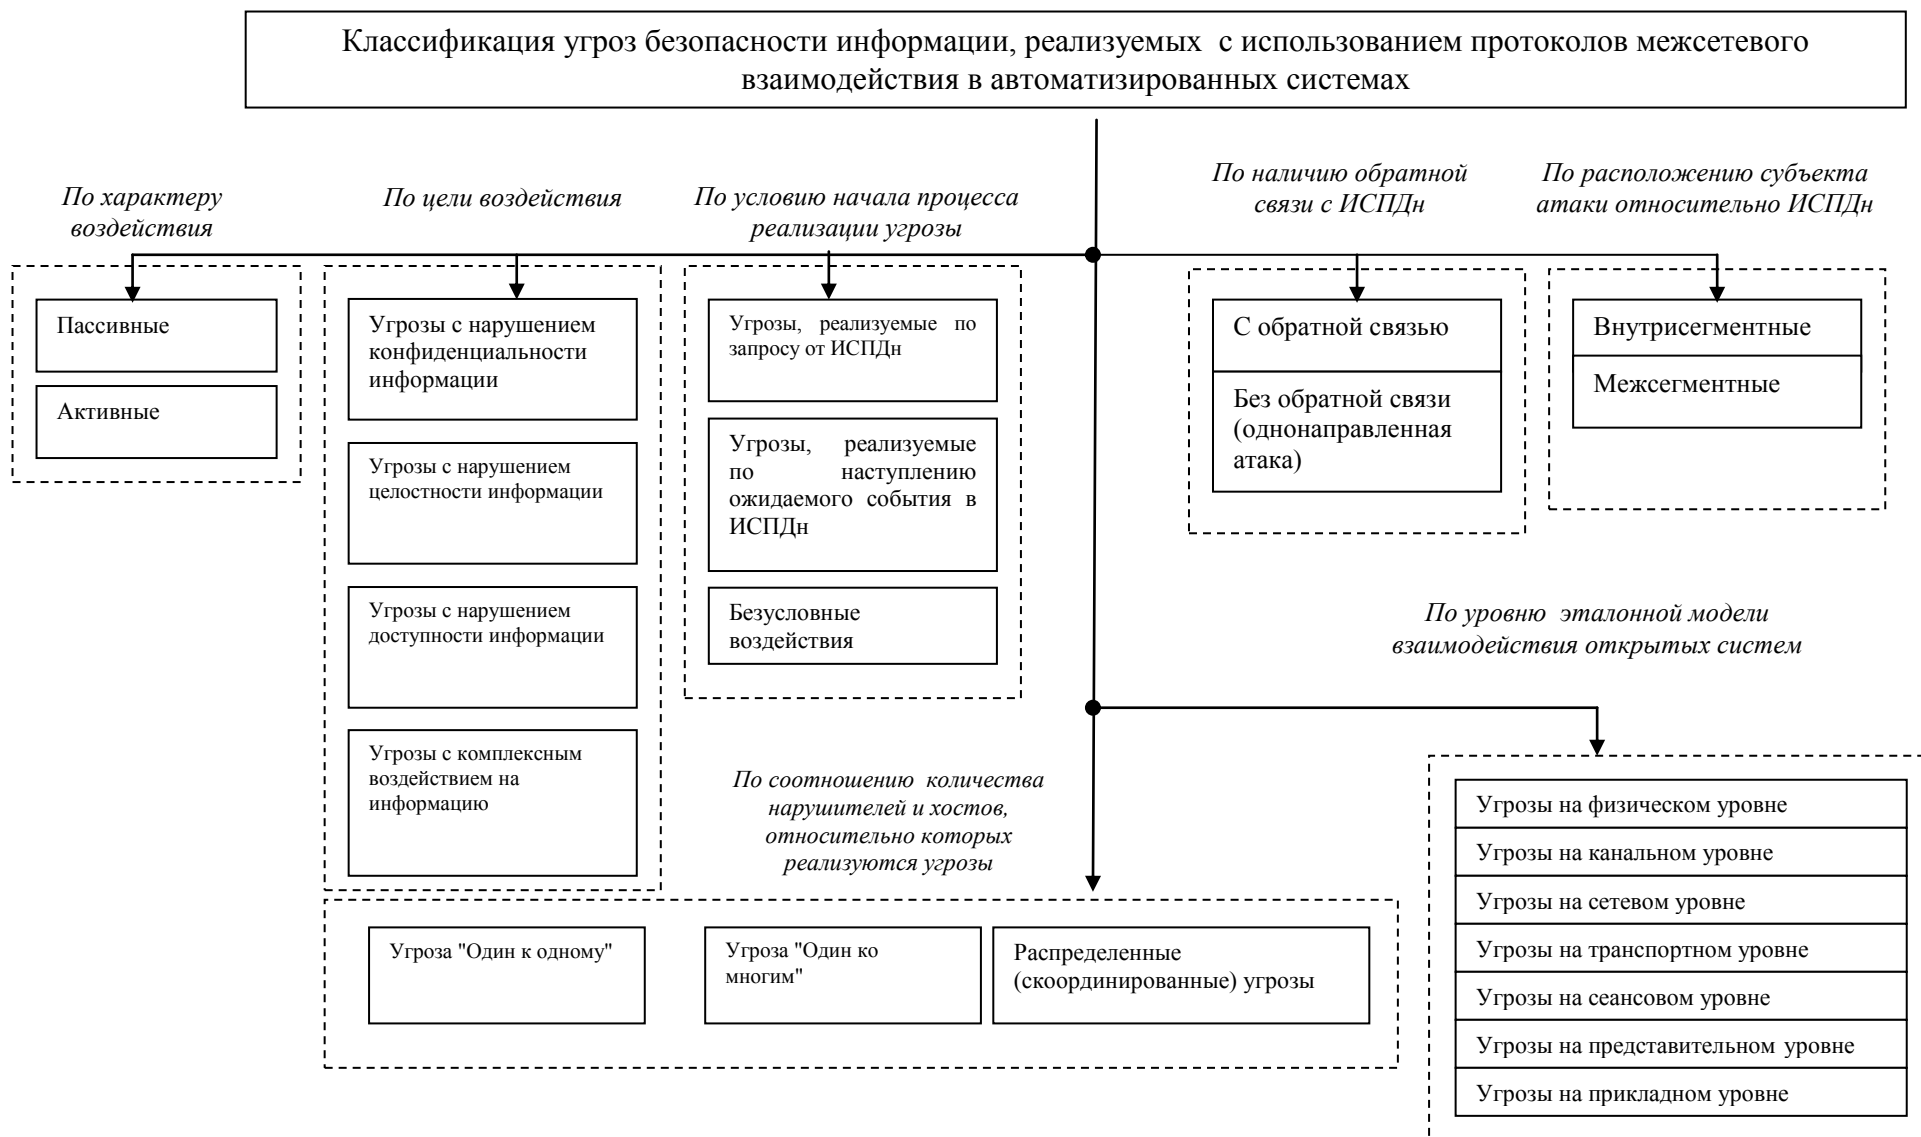 Классификация угроз безопасности информации, реализуемых с использованием протоколов межсетевого
взаимодействия в автоматизированных системах
По характеру
воздействия
По цели воздействия
По условию начала процесса
реализации угрозы
По наличию обратной
связи с ИСПДн
По расположению субъекта
атаки относительно ИСПДн
Пассивные
Активные
Угрозы с нарушением
конфиденциальности
информации
Угрозы с нарушением
целостности информации
Угрозы с нарушением
доступности информации
Угрозы с комплексным
воздействием на
информацию
Угрозы, реализуемые по
запросу от ИСПДн
Угрозы, реализуемые
по наступлению
ожидаемого события в
ИСПДн
Безусловные
воздействия
С обратной связью
Без обратной связи
(однонаправленная
атака)
Внутрисегментные
Межсегментные
По уровню эталонной модели
взаимодействия открытых систем
По соотношению количества
нарушителей и хостов,
относительно которых
реализуются угрозы
Угроза "Один к одному"
Угроза "Один ко
многим"
Распределенные
(скоординированные) угрозы
Угрозы на физическом уровне
Угрозы на канальном уровне
Угрозы на сетевом уровне
Угрозы на транспортном уровне
Угрозы на сеансовом уровне
Угрозы на представительном уровне
Угрозы на прикладном уровне